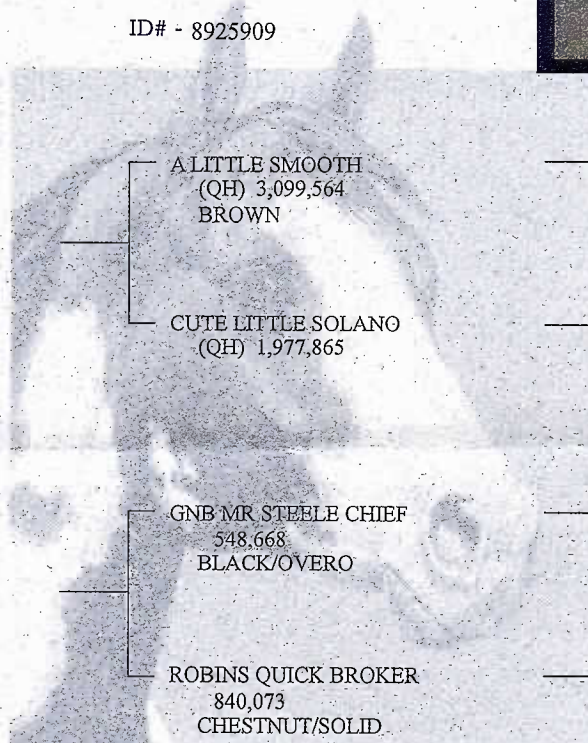 ID# - 8925909
A LITTLE SMOOTH
(QH) 3,099,564
BROWN
CUTE LITTLE SOLANO
(QH) 1,977,865
GNB MR STEELE CHIEF
548,668
BLACK/OVERO
ROBINS QUICK BROKER
840,073
CHESTNUT/SOLID